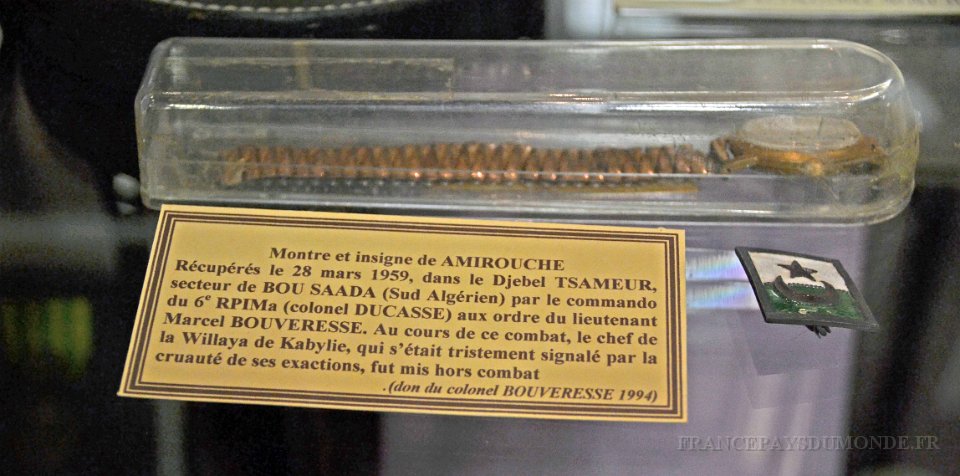 Montre et insigne de AMIROUCHE
Récupérés le 28 mars 1959, dans le Djebel TSAMEUR,
secteur de BOU SAADA (Sud Algérien) par le commando
du 6e RPIMa (colonel DUCASSE) aux ordre du lieutenant
Marcel BOUVERESSE. Au cours de ce combat, le chef de
la Willaya de Kabylie, qui s'était tristement signalé par la
cruauté de ses exactions, fut mis hors combat
.(don du colonel BOUVERESSE 1994)
FRANCEPAYSDUMONDE.FR